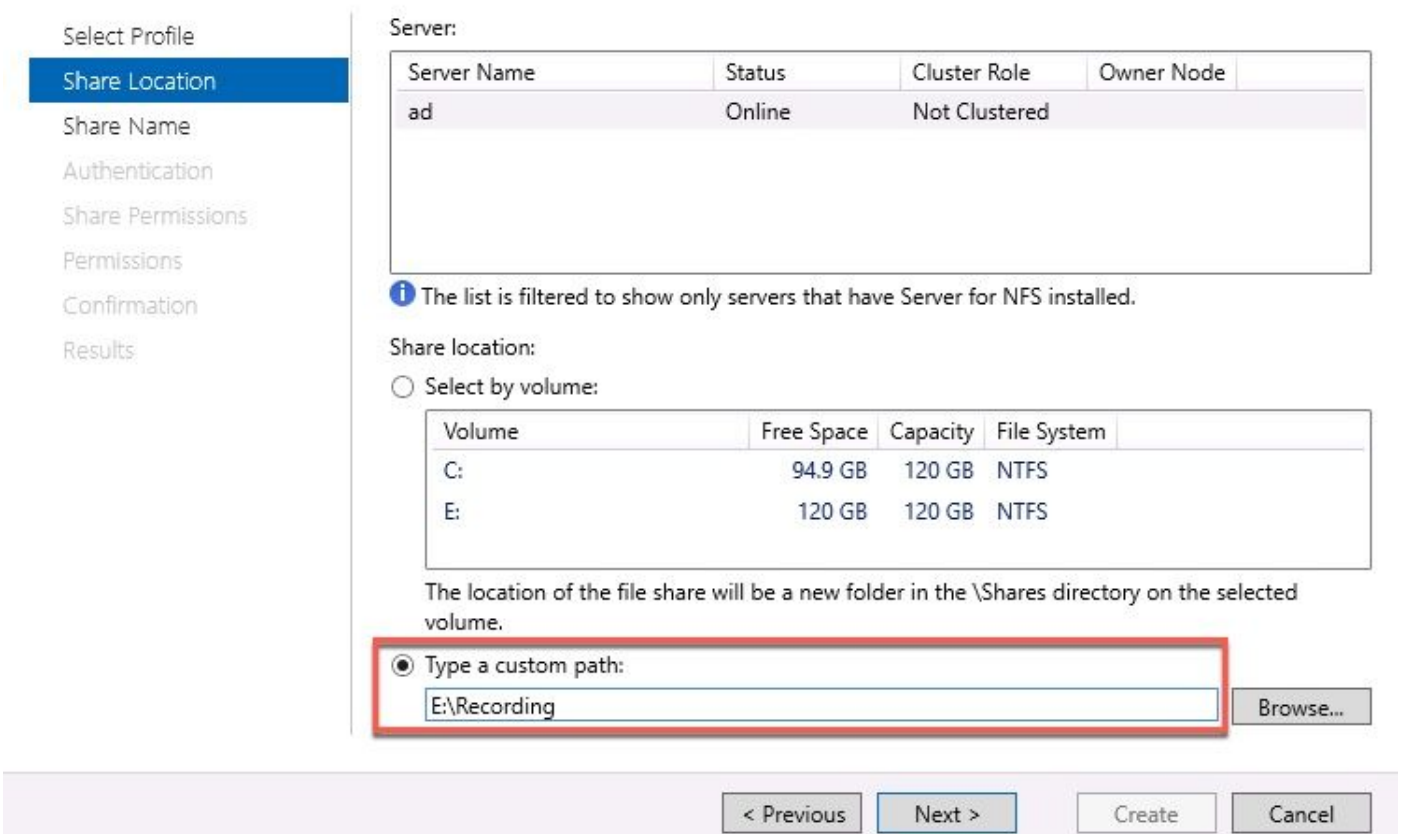 Select Profile
Share Location
Share Name
Authentication
Share Permissions
Permissions
Confirmation
Results
Server:
Server Name Status Cluster Role Owner Node
ad Online Not Clustered
i The list is filtered to show only servers that have Server for NFS installed.
Share location:
Select by volume:
Volume Free Space Capacity File System
C: 94.9 GB 120 GB NTFS
E: 120 GB 120 GB NTFS
The location of the file share will be a new folder in the \Shares directory on the selected
volume.
Type a custom path:
E:\Recording
Browse...
< Previous Next > Create Cancel